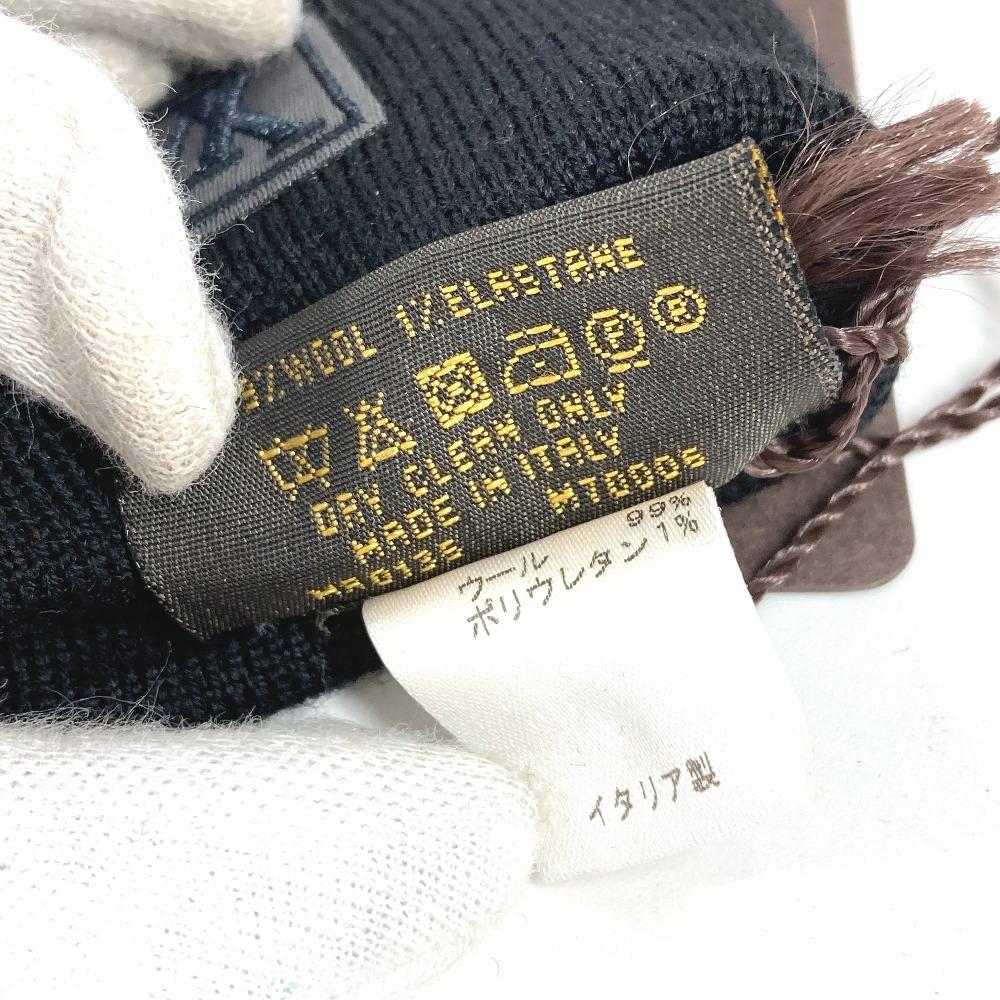 WOOL 1% ELASTANE
P
DRY CLEAN ONLY
MADE IN ITALY
M70006
ウール 99%
ポリウレタン 1%
イタリア製